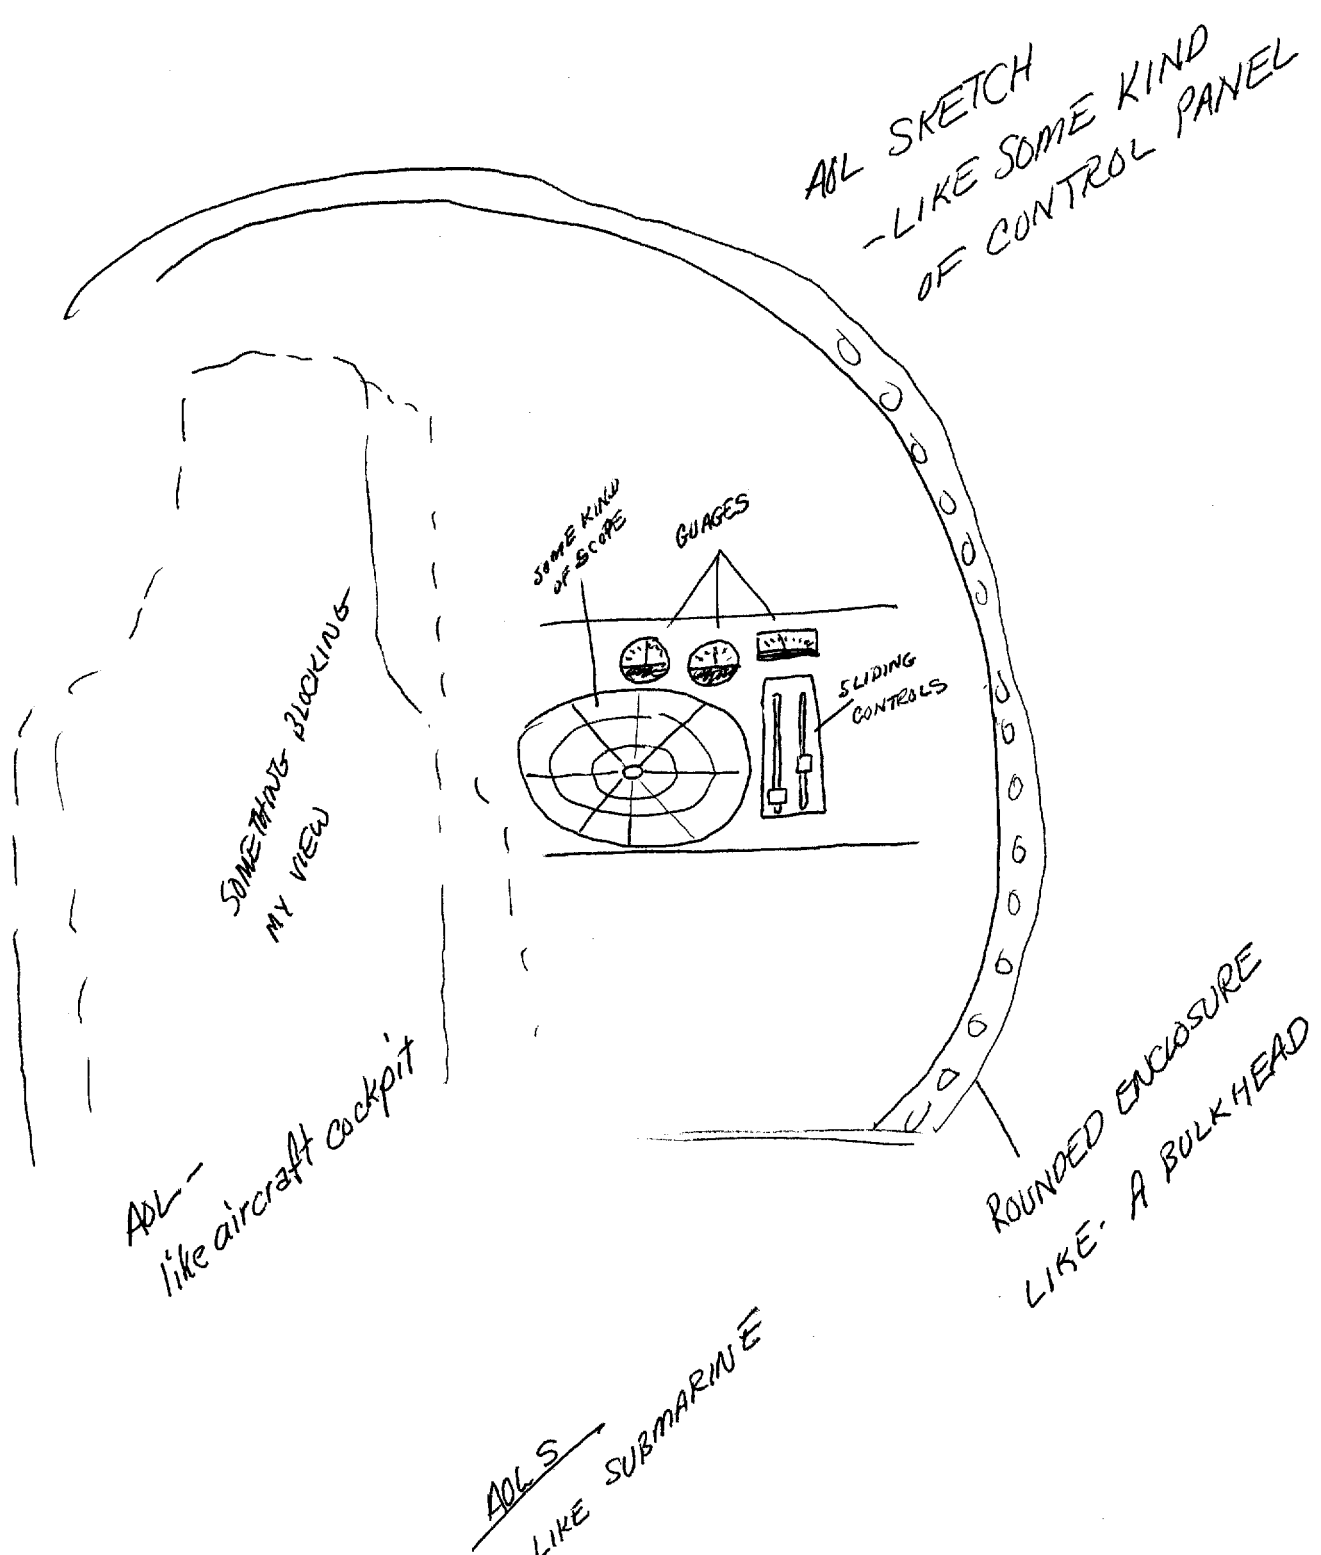 AOL SKETCH
- LIKE SOME KIND
OF CONTROL PANEL
SOME KIND
OF SCOPE
GUAGES
SLIDING
CONTROLS
SOMETHING BLOCKING
MY VIEW
ROUNDED ENCLOSURE
LIKE - A BULKHEAD
AOL -
like aircraft cockpit
AOL S
LIKE SUBMARINE